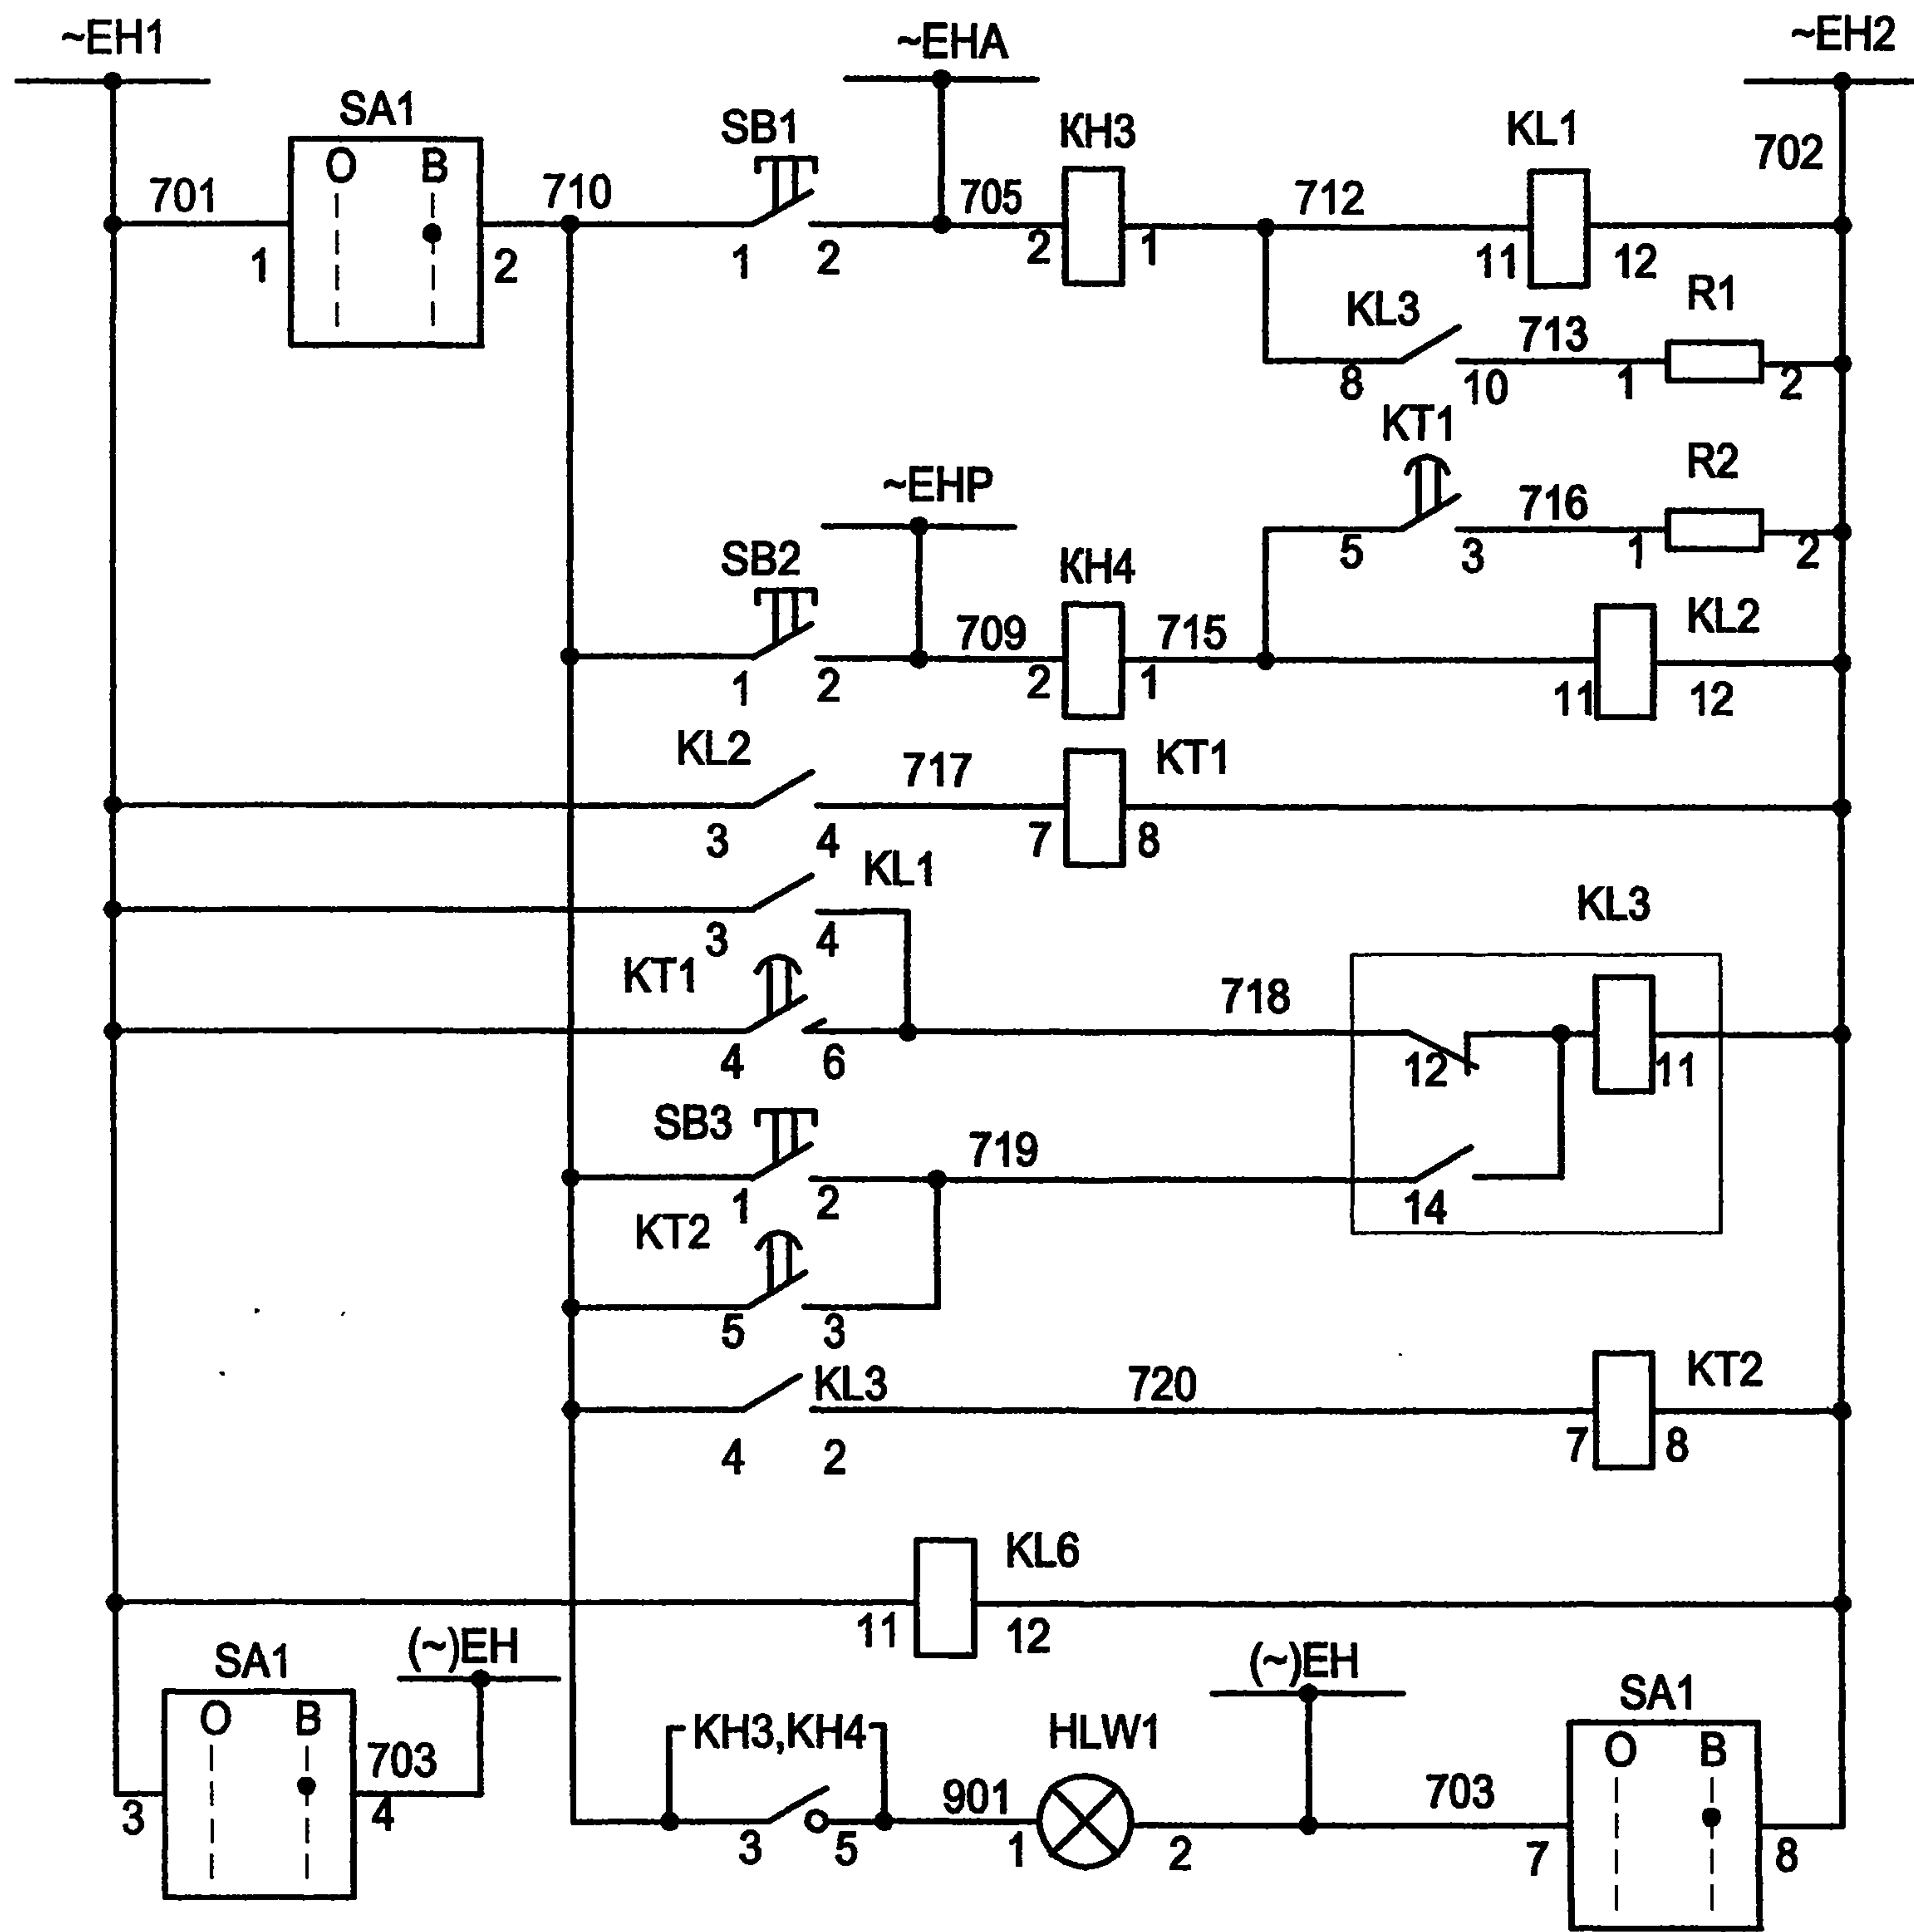 ~EH1
~EHA
~EH2
SA1
O B
SB1
КН3
KL1
702
701
710
705
712
1
2
1
2
2
1
11
12
KL3
713
R1
8
10
1
2
KT1
716
R2
5
3
1
2
~EHP
SB2
КН4
709
715
KL2
1
2
2
1
11
12
KL2
717
KT1
3
4
7
8
KL1
3
4
KL3
KT1
718
4
6
12
11
SB3
719
1
2
14
KT2
5
3
KL3
720
KT2
4
2
7
8
KL6
11
12
SA1
(~)EH
(~)EH
SA1
O B
O B
703
КН3,КН4
HLW1
901
703
3
4
3
5
1
2
7
8